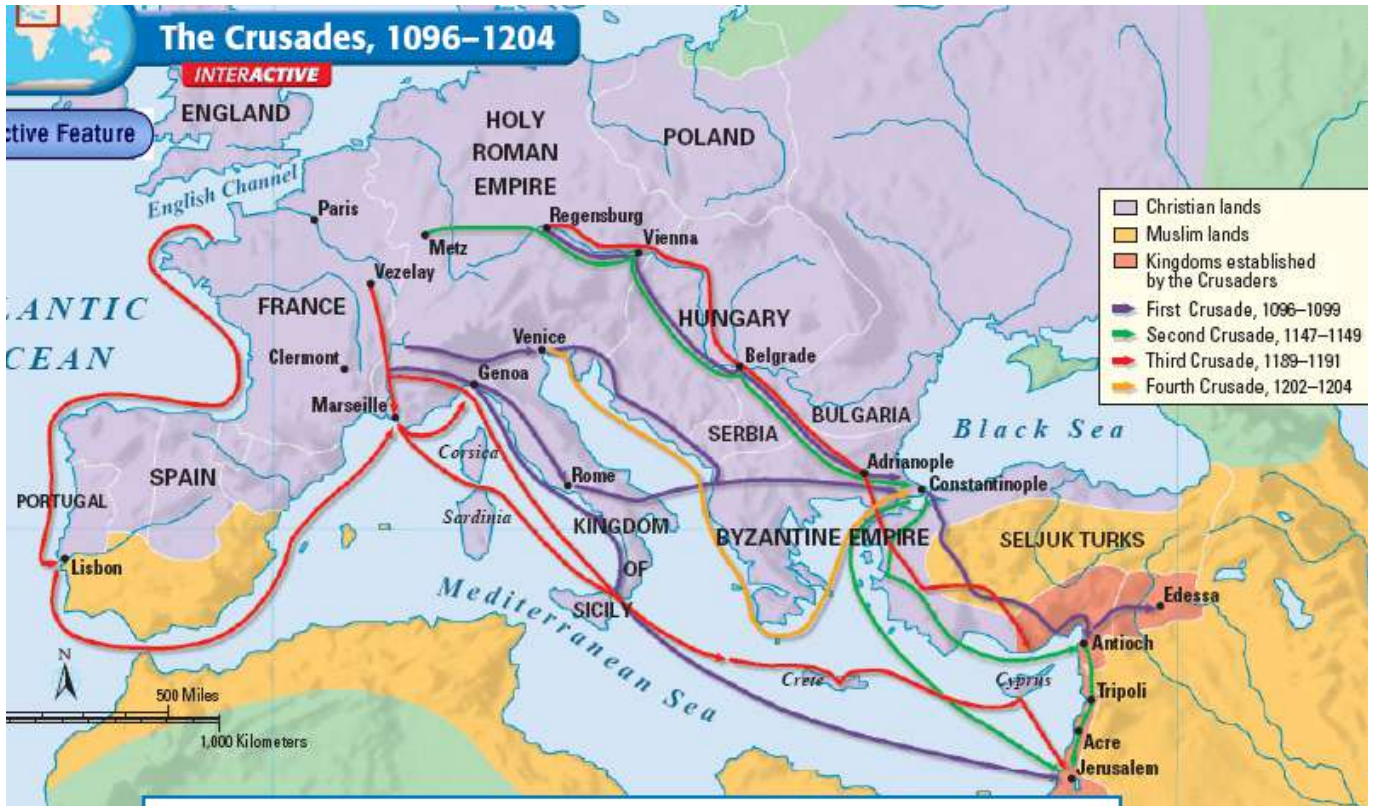 The Crusades, 1096–1204
INTERACTIVE
ctive Feature
ENGLAND
HOLY
ROMAN
EMPIRE
POLAND
English Channel
Paris
Metz
Regensburg
Vienna
Vezelay
LANTIC
CEAN
FRANCE
Clermont
Venice
Genoa
Marseille
HUNGARY
Belgrade
BULGARIA
SERBIA
Black Sea
Corsica
Sardinia
Rome
Adrianople
Constantinople
PORTUGAL
SPAIN
Lisbon
KINGDOM
OF
SICILY
BYZANTINE EMPIRE
SELJUK TURKS
Edessa
Antioch
Mediterranean Sea
Crete
Cyprus
Tripoli
Acre
Jerusalem
N
500 Miles
1,000 Kilometers
Christian lands
Muslim lands
Kingdoms established
by the Crusaders
First Crusade, 1096–1099
Second Crusade, 1147–1149
Third Crusade, 1189–1191
Fourth Crusade, 1202–1204